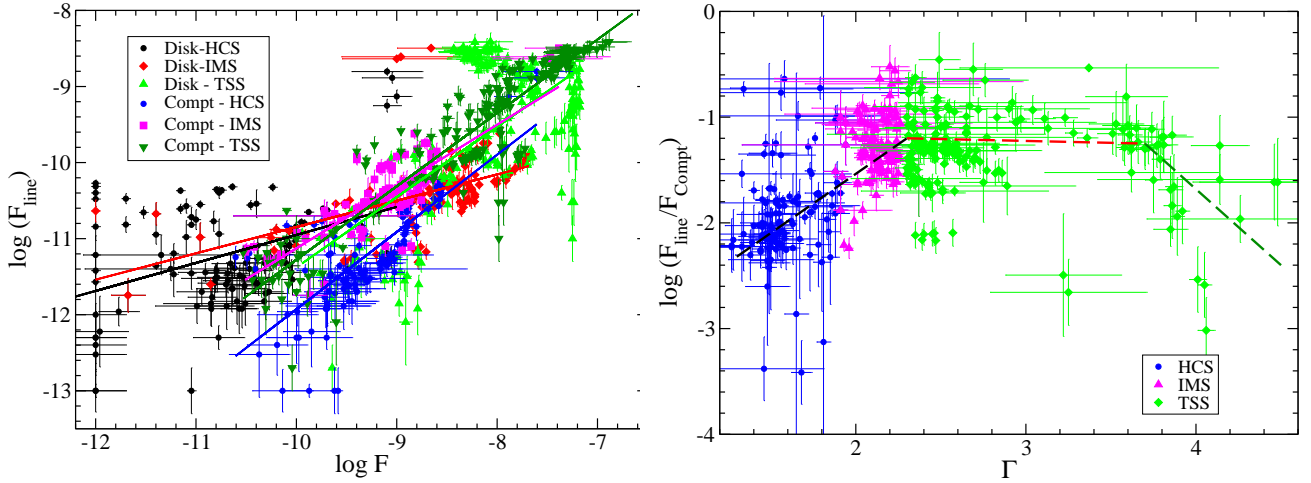 -8
-9
-10
-11
-12
-13
log (F_line)
Disk-HCS
Disk-IMS
Disk - TSS
Compt - HCS
Compt - IMS
Compt - TSS
-12 -11 -10 -9 -8 -7
log F
0
-1
-2
-3
-4
log (F_line/F_Compt)
HCS
IMS
TSS
2 3 4
Γ